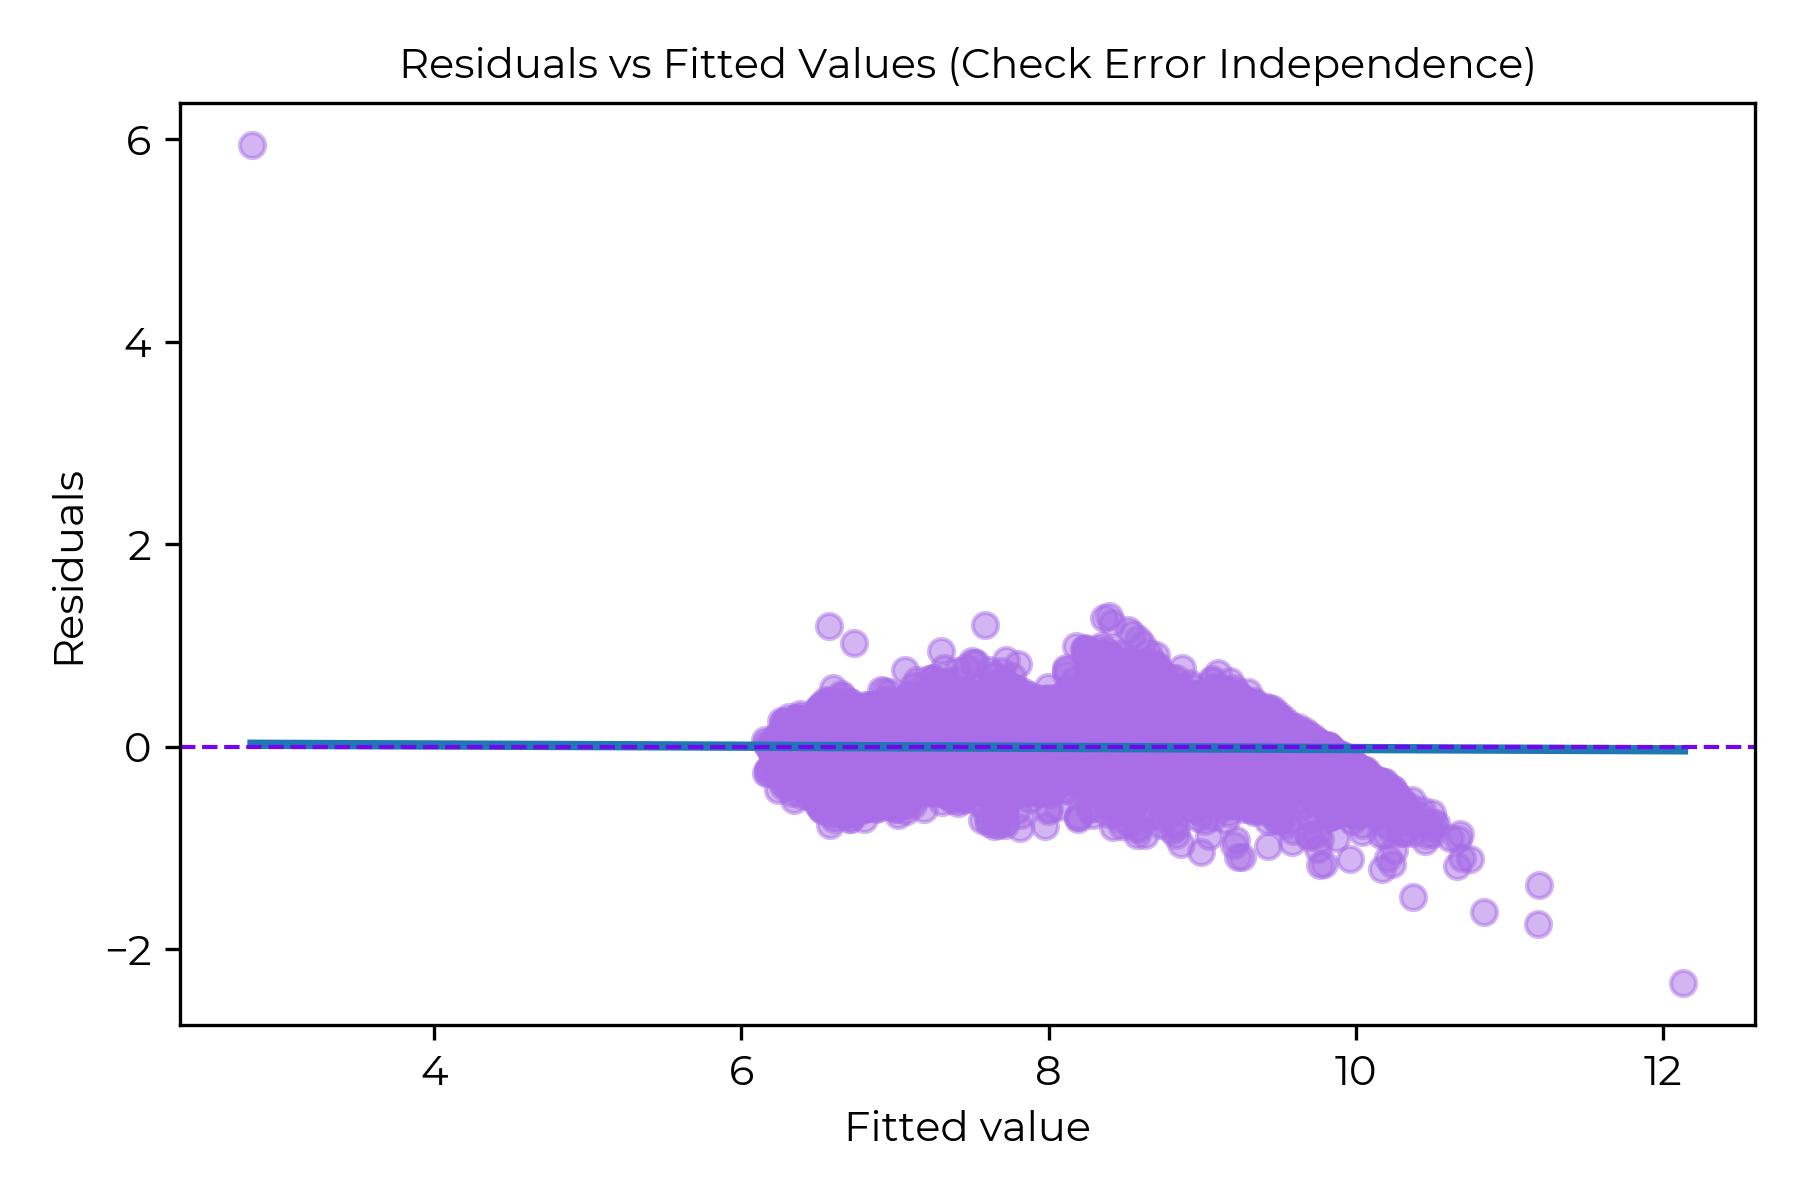 Residuals vs Fitted Values (Check Error Independence)
6
4
2
0
−2
Residuals
4 6 8 10 12
Fitted value